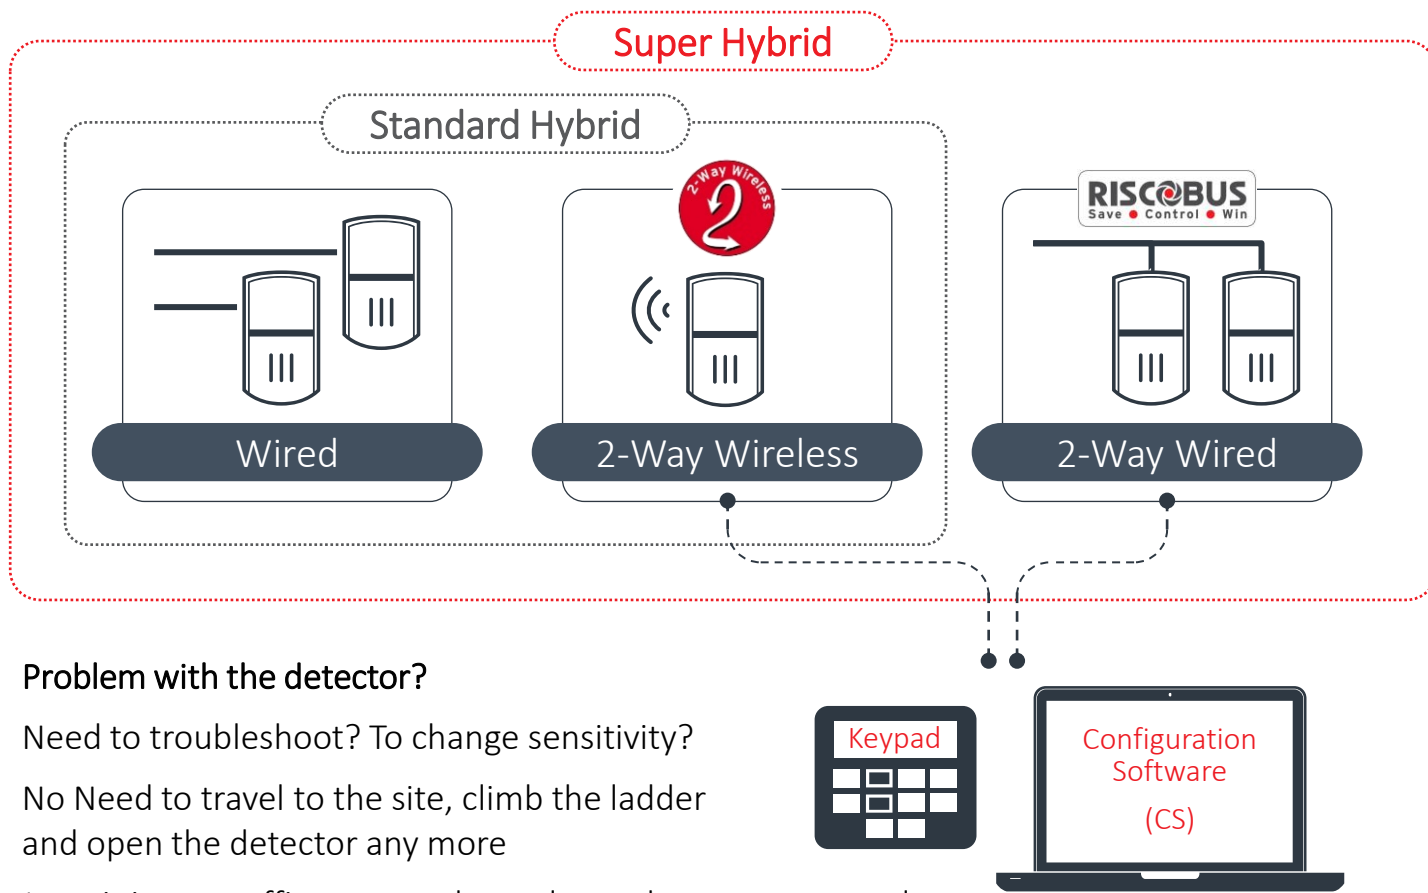 Super Hybrid
Standard Hybrid
2-Way Wireless
2
RISCOBUS
Save ● Control ● Win
Wired
2-Way Wireless
2-Way Wired
Problem with the detector?
Need to troubleshoot? To change sensitivity?
No Need to travel to the site, climb the ladder
and open the detector any more
Keypad
Configuration
Software
(CS)